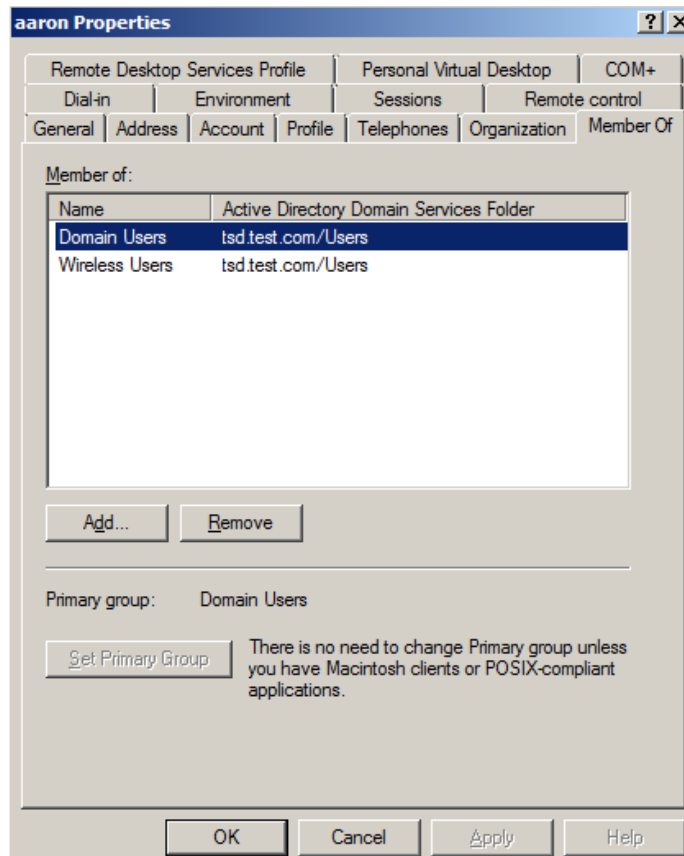 aaron Properties
Remote Desktop Services Profile Personal Virtual Desktop COM+
Dial-in Environment Sessions Remote control
General Address Account Profile Telephones Organization Member Of
Member of:
Name Active Directory Domain Services Folder
Domain Users tsd.test.com/Users
Wireless Users tsd.test.com/Users
Add... Remove
Primary group: Domain Users
Set Primary Group
There is no need to change Primary group unless
you have Macintosh clients or POSIX-compliant
applications.
OK Cancel Apply Help